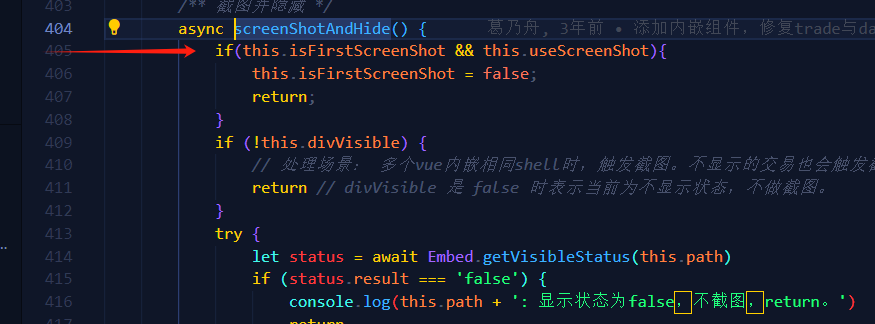 403 /** 截图并隐藏 */
404 async screenShotAndHide() { 葛乃舟, 3年前 • 添加内嵌组件，修复trade与da
405 if(this.isFirstScreenShot && this.useScreenShot){
406 this.isFirstScreenShot = false;
407 return;
408 }
409 if (!this.divVisible) {
410 // 处理场景： 多个vue内嵌相同shell时，触发截图。不显示的交易也会触发截
411 return // divVisible 是 false 时表示当前为不显示状态，不做截图。
412 }
413 try {
414 let status = await Embed.getVisibleStatus(this.path)
415 if (status.result === 'false') {
416 console.log(this.path + ': 显示状态为false，不截图，return。')
417 return